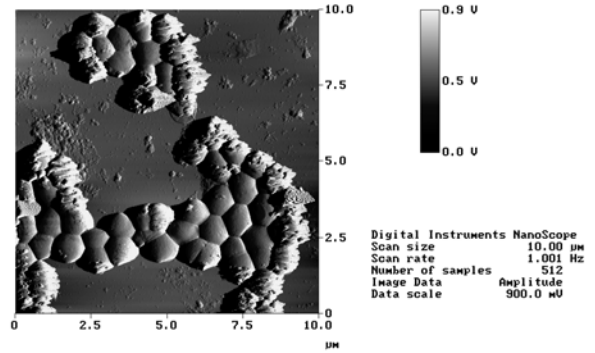 10.0
7.5
5.0
2.5
0
0
2.5
5.0
7.5
10.0
μM
0.9 V
0.5 V
0.0 V
Digital Instruments NanoScope
Scan size 10.00 μm
Scan rate 1.001 Hz
Number of samples 512
Image Data Amplitude
Data scale 900.0 mV